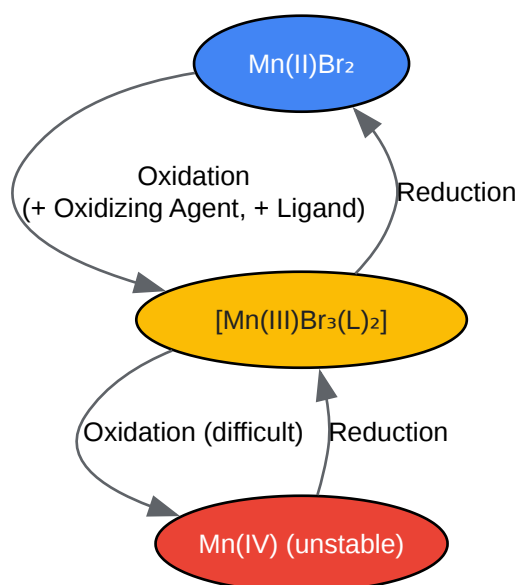 Mn(II)Br₂
Oxidation
(+ Oxidizing Agent, + Ligand)
Reduction
[Mn(III)Br₃(L)₂]
Oxidation (difficult)
Reduction
Mn(IV) (unstable)